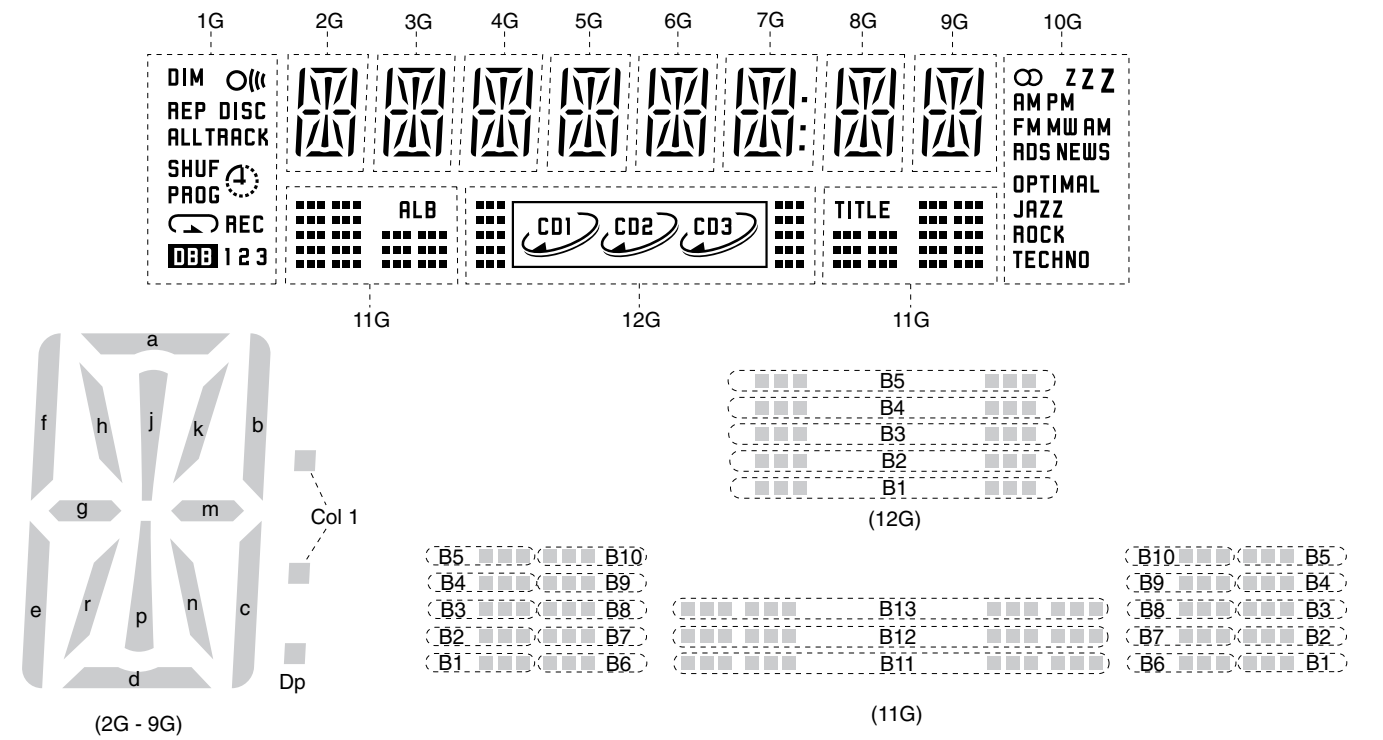 1G 2G 3G 4G 5G 6G 7G 8G 9G 10G
DIM
REP DISC
ALLTRACK
SHUF
PROG
REC
DBB 1 2 3
ALB
CD1 CD2 CD3
TITLE
Z Z Z
AM PM
FM MW AM
RDS NEWS
OPTIMAL
JAZZ
ROCK
TECHNO
11G 12G 11G
a
f h j k b
g m
e r p n c
d
Col 1
Dp
(2G - 9G)
B5
B4
B3
B2
B1
(12G)
B5 B10
B4 B9
B3 B8
B2 B7
B1 B6
B13
B12
B11
(11G)
B10 B5
B9 B4
B8 B3
B7 B2
B6 B1